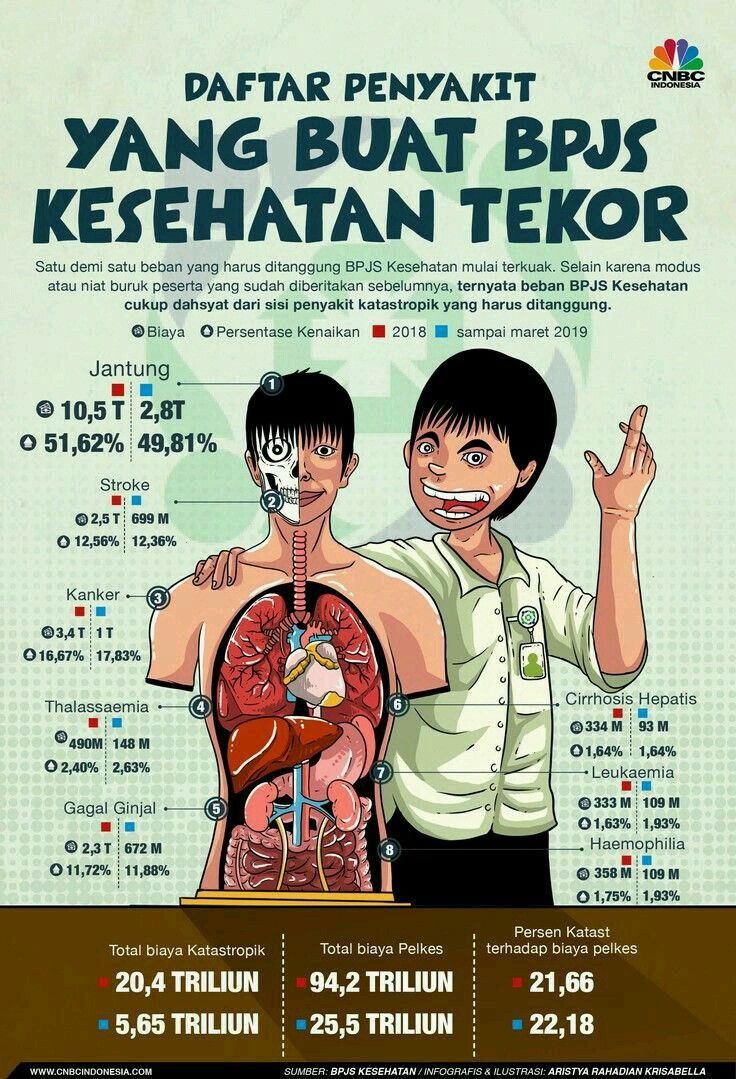 CNBC
INDONESIA
DAFTAR PENYAKIT
YANG BUAT BPJS
KESEHATAN TEKOR
Satu demi satu beban yang harus ditanggung BPJS Kesehatan mulai terkuak. Selain karena modus
atau niat buruk peserta yang sudah diberitakan sebelumnya, ternyata beban BPJS Kesehatan
cukup dahsyat dari sisi penyakit katastropik yang harus ditanggung.
Biaya Persentase Kenaikan 2018 sampai maret 2019
Jantung
1
10,5 T 2,8T
51,62% 49,81%
Stroke
2
2,5 T 699 M
12,56% 12,36%
Kanker
3
3,4 T 1 T
16,67% 17,83%
Thalassaemia
4
490M 148 M
2,40% 2,63%
Gagal Ginjal
5
2,3 T 672 M
11,72% 11,88%
6
Cirrhosis Hepatis
334 M 93 M
1,64% 1,64%
7
Leukaemia
333 M 109 M
1,63% 1,93%
8
Haemophilia
358 M 109 M
1,75% 1,93%
Total biaya Katastropik
20,4 TRILIUN
5,65 TRILIUN
Total biaya Pelkes
94,2 TRILIUN
25,5 TRILIUN
Persen Katast
terhadap biaya pelkes
21,66
22,18
WWW.CNBCINDONESIA.COM
SUMBER: BPJS KESEHATAN / INFOGRAFIS & ILUSTRASI: ARISTYA RAHADIAN KRISABELLA